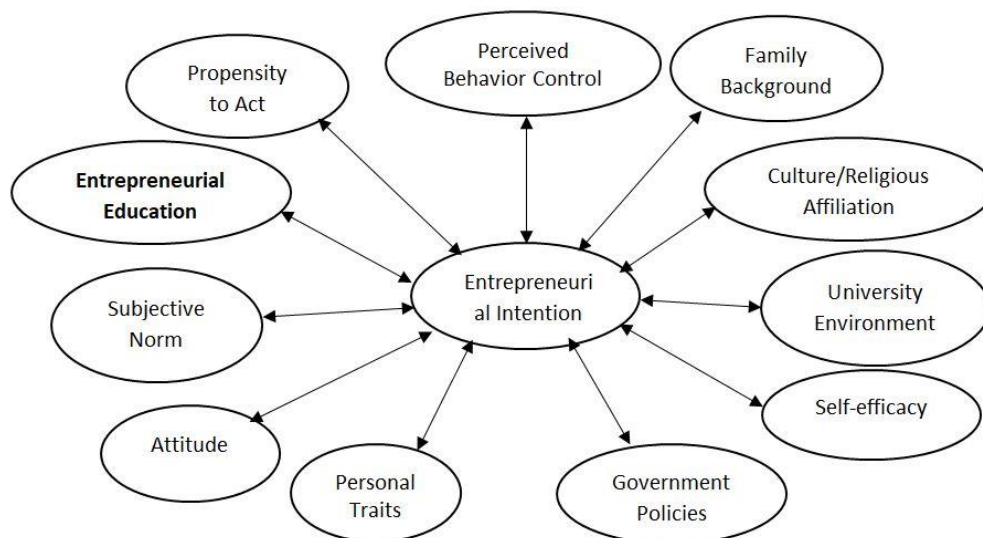 Perceived
Behavior Control
Family
Background
Propensity
to Act
Entrepreneurial
Education
Culture/Religious
Affiliation
Entrepreneuri
al Intention
University
Environment
Subjective
Norm
Self-efficacy
Attitude
Personal
Traits
Government
Policies